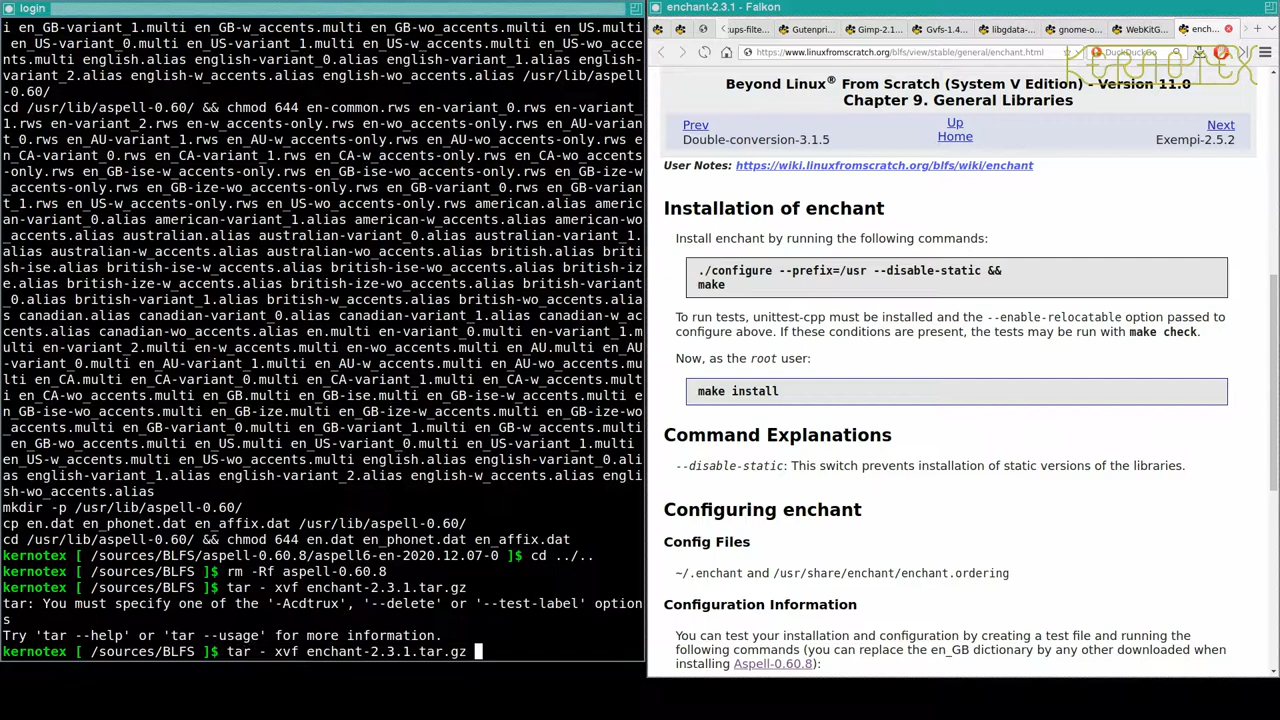 login
i en_GB-variant_1.multi en_GB-variant_0.multi en_US.multi
 en_US-variant_0.multi en_US-variant_1.multi en_US-w_accents.multi en_US-wo_acce
nts.multi english.alias english-variant_0.alias english-variant_1.alias english-
variant_2.alias english-w_accents.alias english-wo_accents.alias /usr/lib/aspell
-0.60/
cd /usr/lib/aspell-0.60/ && chmod 644 en-common.rws en-variant_0.rws en-variant_
1.rws en-variant_2.rws en-w_accents-only.rws en-wo_accents-only.rws en_AU-varian
t_0.rws en_AU-variant_1.rws en_AU-w_accents-only.rws en_AU-wo_accents-only.rws e
n_CA-variant_0.rws en_CA-variant_1.rws en_CA-w_accents-only.rws en_CA-wo_accents
-only.rws en_GB-ise-w_accents-only.rws en_GB-ise-wo_accents-only.rws en_GB-ize-w
_accents-only.rws en_GB-ize-wo_accents-only.rws en_GB-variant_0.rws en_GB-varian
t_1.rws en_US-w_accents-only.rws en_US-wo_accents-only.rws american.alias americ
an-variant_0.alias american-variant_1.alias american-w_accents.alias american-wo
_accents.alias australian.alias australian-variant_0.alias australian-variant_1.
alias australian-w_accents.alias australian-wo_accents.alias british.alias briti
sh-ise.alias british-ise-w_accents.alias british-ise-wo_accents.alias british-iz
e.alias british-ize-w_accents.alias british-ize-wo_accents.alias british-variant
_0.alias british-variant_1.alias british-w_accents.alias british-wo_accents.alia
s canadian.alias canadian-variant_0.alias canadian-variant_1.alias canadian-w_ac
cents.alias canadian-wo_accents.alias en.multi en-variant_0.multi en-variant_1.m
ulti en-variant_2.multi en-w_accents.multi en-wo_accents.multi en_AU.multi en_AU
-variant_0.multi en_AU-variant_1.multi en_AU-w_accents.multi en_AU-wo_accents.mu
lti en_CA.multi en_CA-variant_0.multi en_CA-variant_1.multi en_CA-w_accents.mult
i en_CA-wo_accents.multi en_GB.multi en_GB-ise.multi en_GB-ise-w_accents.multi e
n_GB-ise-wo_accents.multi en_GB-ize.multi en_GB-ize-w_accents.multi en_GB-ize-wo
_accents.multi en_GB-variant_0.multi en_GB-variant_1.multi en_GB-w_accents.multi
 en_GB-wo_accents.multi en_US.multi en_US-variant_0.multi en_US-variant_1.multi
en_US-w_accents.multi en_US-wo_accents.multi english.alias english-variant_0.ali
as english-variant_1.alias english-variant_2.alias english-w_accents.alias engli
sh-wo_accents.alias
mkdir -p /usr/lib/aspell-0.60/
cp en.dat en_phonet.dat en_affix.dat /usr/lib/aspell-0.60/
cd /usr/lib/aspell-0.60/ && chmod 644 en.dat en_phonet.dat en_affix.dat
kernotex [ /sources/BLFS/aspell-0.60.8/aspell6-en-2020.12.07-0 ]$ cd ../..
kernotex [ /sources/BLFS ]$ rm -Rf aspell-0.60.8
kernotex [ /sources/BLFS ]$ tar - xvf enchant-2.3.1.tar.gz
tar: You must specify one of the '-Acdtrux', '--delete' or '--test-label' option
s
Try 'tar --help' or 'tar --usage' for more information.
kernotex [ /sources/BLFS ]$ tar - xvf enchant-2.3.1.tar.gz
enchant-2.3.1 - Falkon
ups-filte... Gutenpri... Gimp-2.1... Gvfs-1.4... libgdata-... gnome-o... WebKitG... ench...
https://www.linuxfromscratch.org/blfs/view/stable/general/enchant.html DuckDuckGo
KERNOTEX
Beyond Linux® From Scratch (System V Edition) - Version 11.0
Chapter 9. General Libraries
Prev Up Next
Double-conversion-3.1.5 Home Exempi-2.5.2
User Notes: https://wiki.linuxfromscratch.org/blfs/wiki/enchant
Installation of enchant
Install enchant by running the following commands:
./configure --prefix=/usr --disable-static &&
make
To run tests, unittest-cpp must be installed and the --enable-relocatable option passed to
configure above. If these conditions are present, the tests may be run with make check.
Now, as the root user:
make install
Command Explanations
--disable-static: This switch prevents installation of static versions of the libraries.
Configuring enchant
Config Files
~/.enchant and /usr/share/enchant/enchant.ordering
Configuration Information
You can test your installation and configuration by creating a test file and running the
following commands (you can replace the en_GB dictionary by any other downloaded when
installing Aspell-0.60.8):